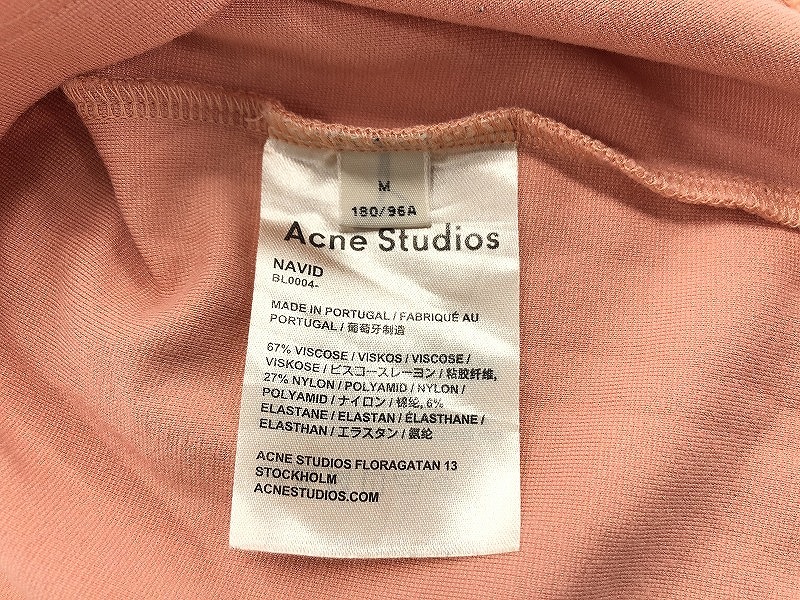 M
180/96A
Acne Studios
NAVID
BL0004-
MADE IN PORTUGAL / FABRIQUÉ AU
PORTUGAL / 葡萄牙制造
67% VISCOSE / VISKOS / VISCOSE /
VISKOSE / ビスコースレーヨン / 粘胶纤维,
27% NYLON / POLYAMID / NYLON /
POLYAMID / ナイロン / 锦纶, 6%
ELASTANE / ELASTAN / ÉLASTHANE /
ELASTHAN / エラスタン / 氨纶
ACNE STUDIOS FLORAGATAN 13
STOCKHOLM
ACNESTUDIOS.COM